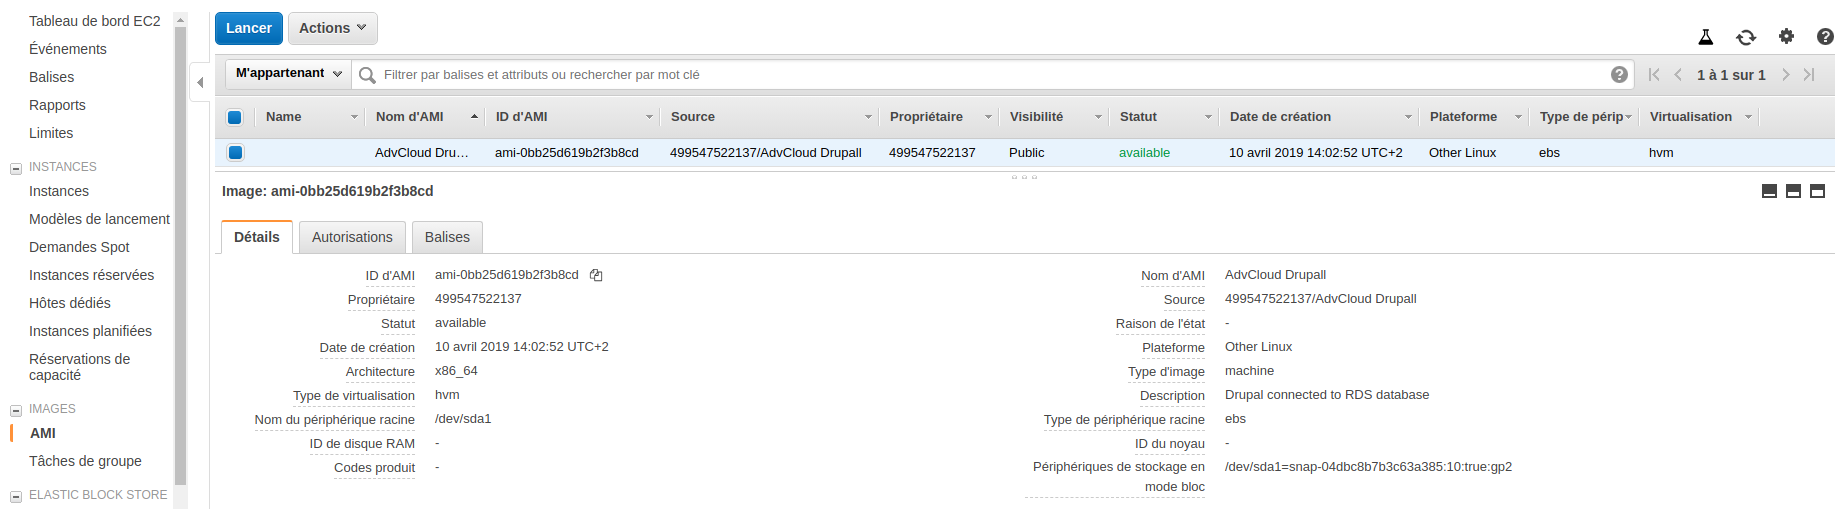 Tableau de bord EC2
Événements
Balises
Rapports
Limites
INSTANCES
Instances
Modèles de lancement
Demandes Spot
Instances réservées
Hôtes dédiés
Instances planifiées
Réservations de
capacité
IMAGES
AMI
Tâches de groupe
ELASTIC BLOCK STORE
Lancer Actions
M'appartenant Filtrer par balises et attributs ou rechercher par mot clé 1 à 1 sur 1
Name Nom d'AMI ID d'AMI Source Propriétaire Visibilité Statut Date de création Plateforme Type de périp Virtualisation
AdvCloud Dru… ami-0bb25d619b2f3b8cd 499547522137/AdvCloud Drupall 499547522137 Public available 10 avril 2019 14:02:52 UTC+2 Other Linux ebs hvm
Image: ami-0bb25d619b2f3b8cd
Détails Autorisations Balises
ID d'AMI ami-0bb25d619b2f3b8cd
Propriétaire 499547522137
Statut available
Date de création 10 avril 2019 14:02:52 UTC+2
Architecture x86_64
Type de virtualisation hvm
Nom du périphérique racine /dev/sda1
ID de disque RAM -
Codes produit -
Nom d'AMI AdvCloud Drupall
Source 499547522137/AdvCloud Drupall
Raison de l'état -
Plateforme Other Linux
Type d'image machine
Description Drupal connected to RDS database
Type de périphérique racine ebs
ID du noyau -
Périphériques de stockage en /dev/sda1=snap-04dbc8b7b3c63a385:10:true:gp2
mode bloc